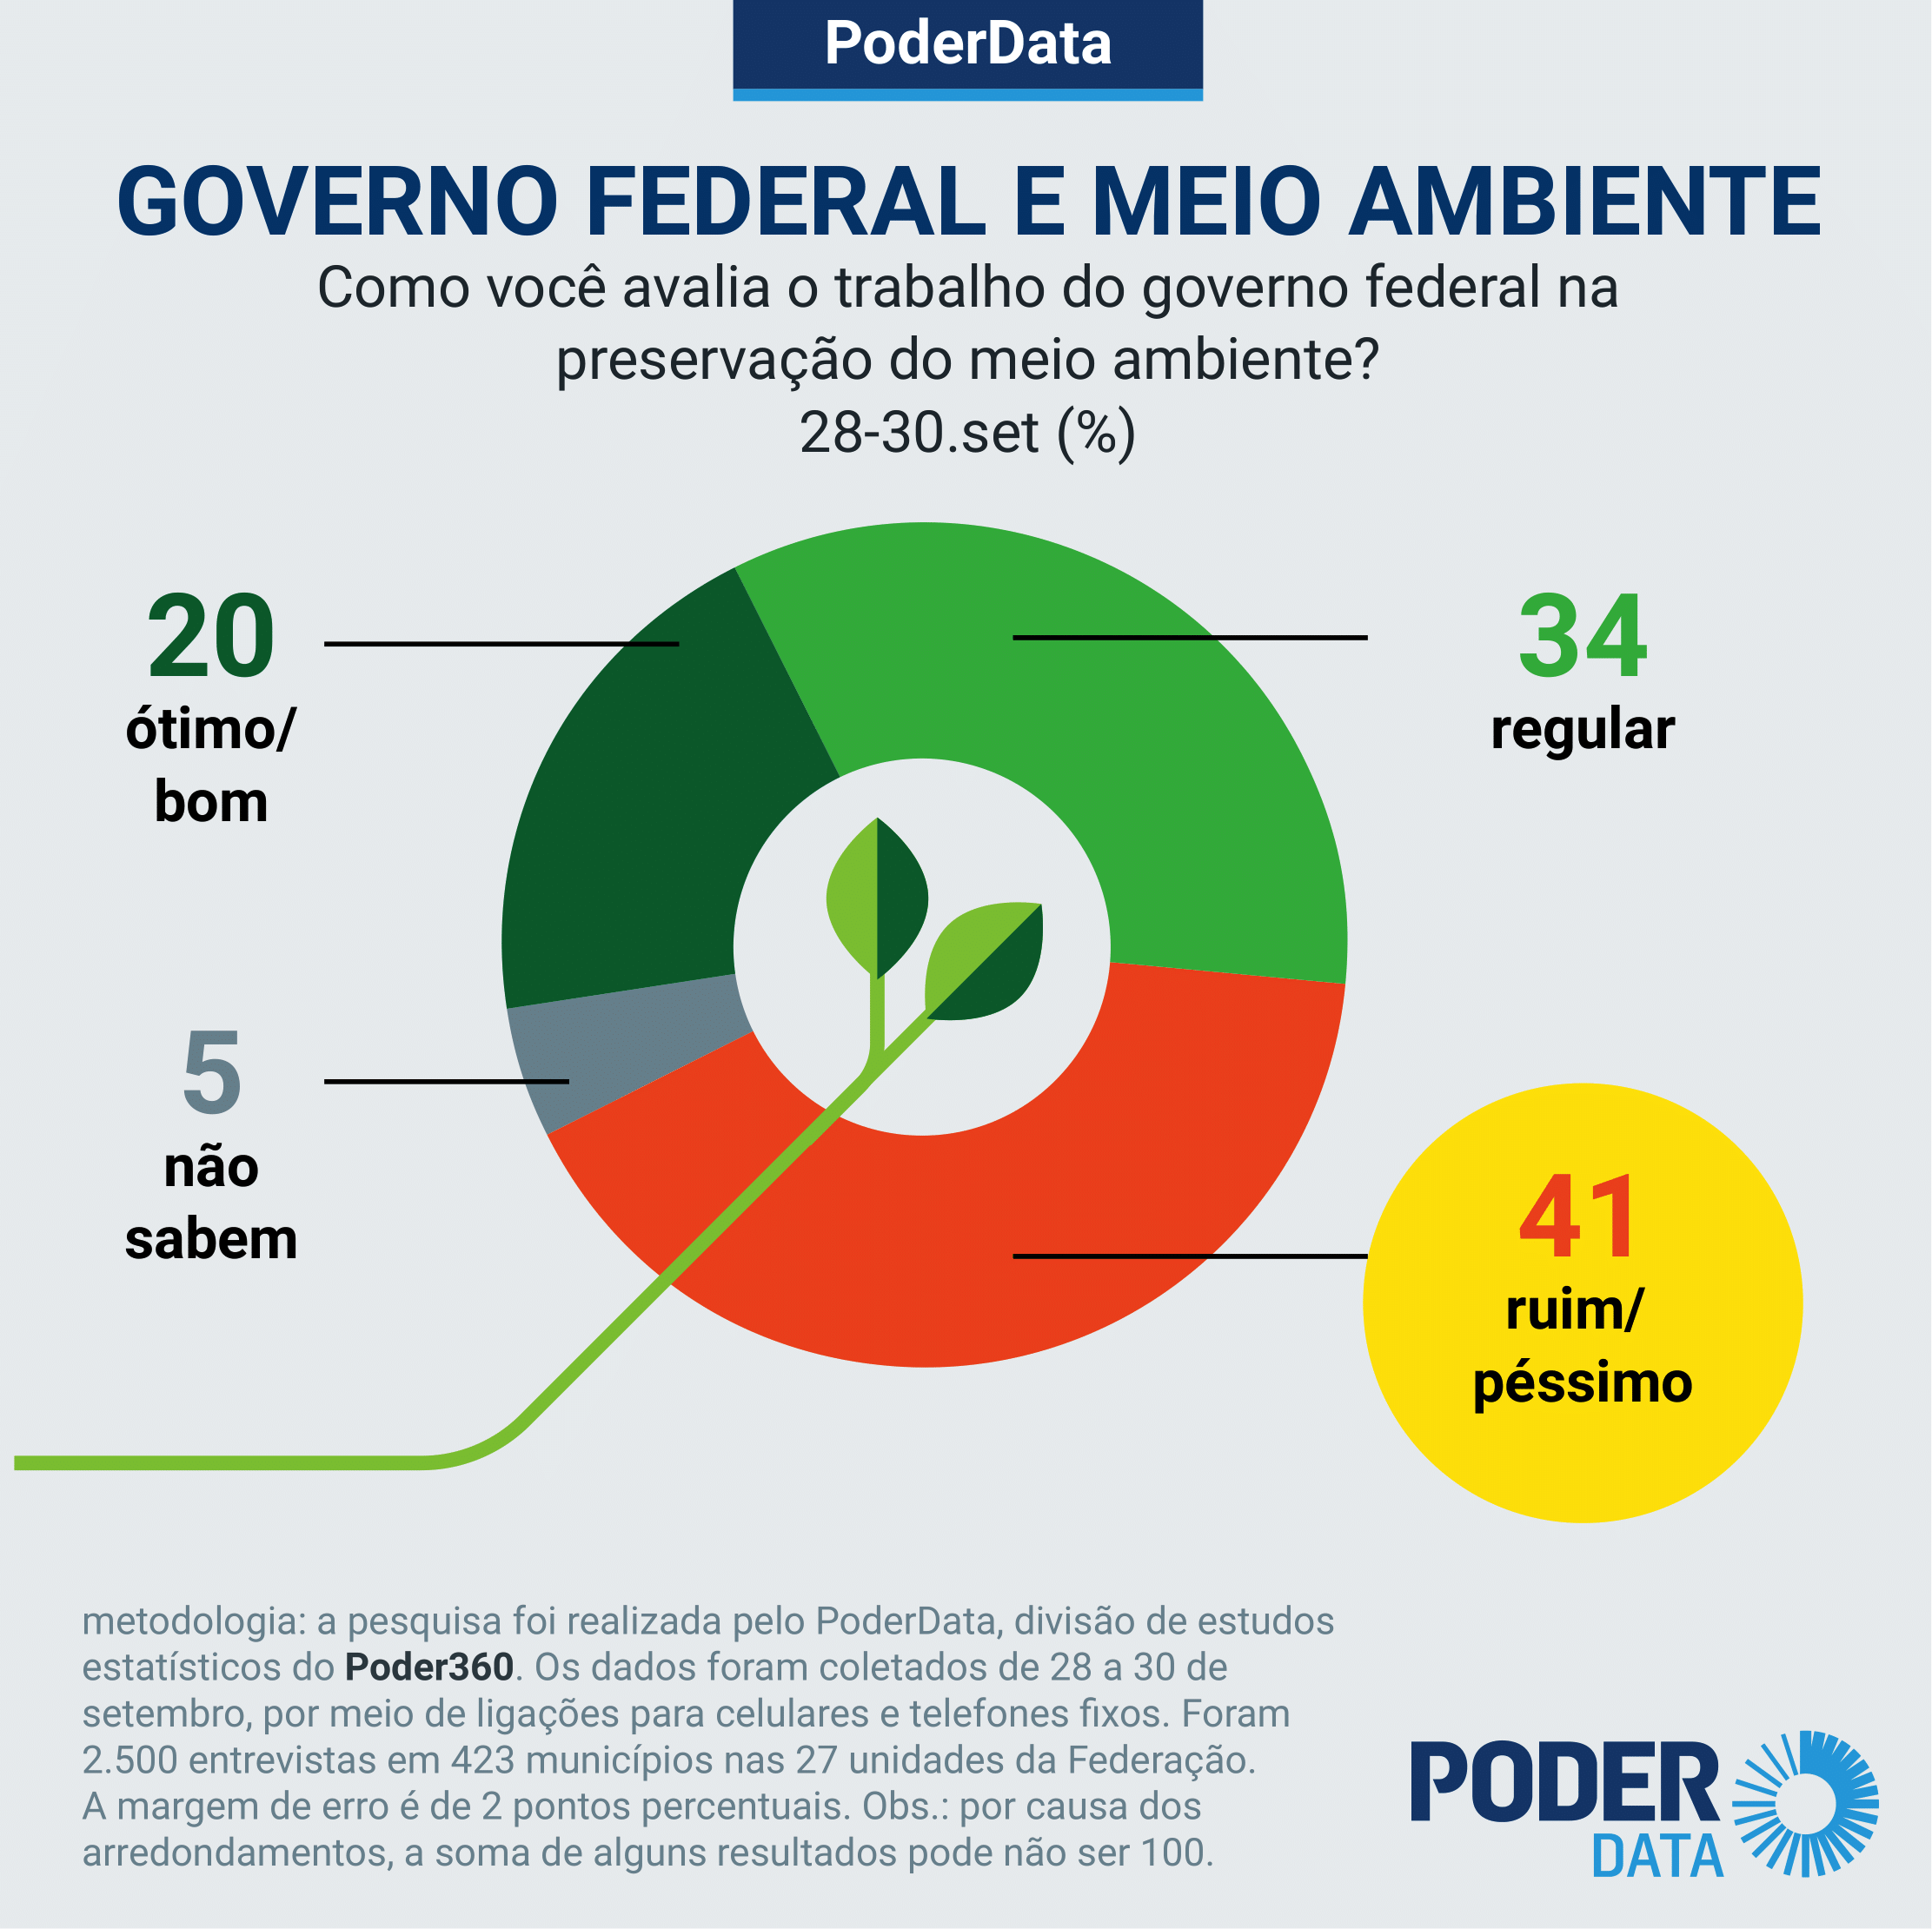 PoderData
GOVERNO FEDERAL E MEIO AMBIENTE
Como você avalia o trabalho do governo federal na
preservação do meio ambiente?
28-30.set (%)
20
ótimo/
bom
34
regular
5
não
sabem
41
ruim/
péssimo
metodologia: a pesquisa foi realizada pelo PoderData, divisão de estudos
estatísticos do Poder360. Os dados foram coletados de 28 a 30 de
setembro, por meio de ligações para celulares e telefones fixos. Foram
2.500 entrevistas em 423 municípios nas 27 unidades da Federação.
A margem de erro é de 2 pontos percentuais. Obs.: por causa dos
arredondamentos, a soma de alguns resultados pode não ser 100.
PODER
DATA